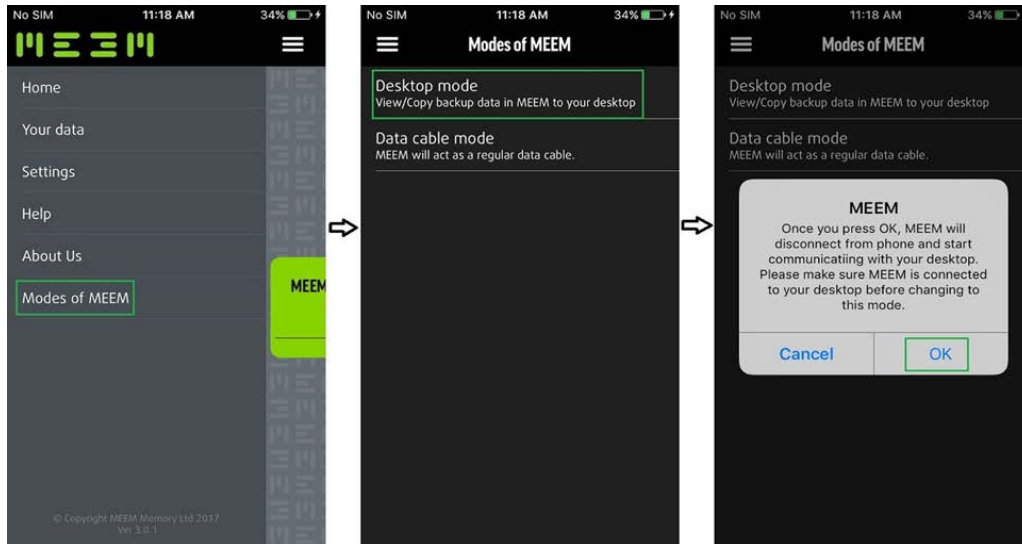 No SIM 11:18 AM 34%
MEEM
Home
Your data
Settings
Help
About Us
Modes of MEEM
MEEM
© Copyright MEEM Memory Ltd 2017
Ver 3.0.1
No SIM 11:18 AM 34%
Modes of MEEM
Desktop mode
View/Copy backup data in MEEM to your desktop
Data cable mode
MEEM will act as a regular data cable.
No SIM 11:18 AM 34%
Modes of MEEM
Desktop mode
View/Copy backup data in MEEM to your desktop
Data cable mode
MEEM will act as a regular data cable.
MEEM
Once you press OK, MEEM will
disconnect from phone and start
communicatiing with your desktop.
Please make sure MEEM is connected
to your desktop before changing to
this mode.
Cancel OK